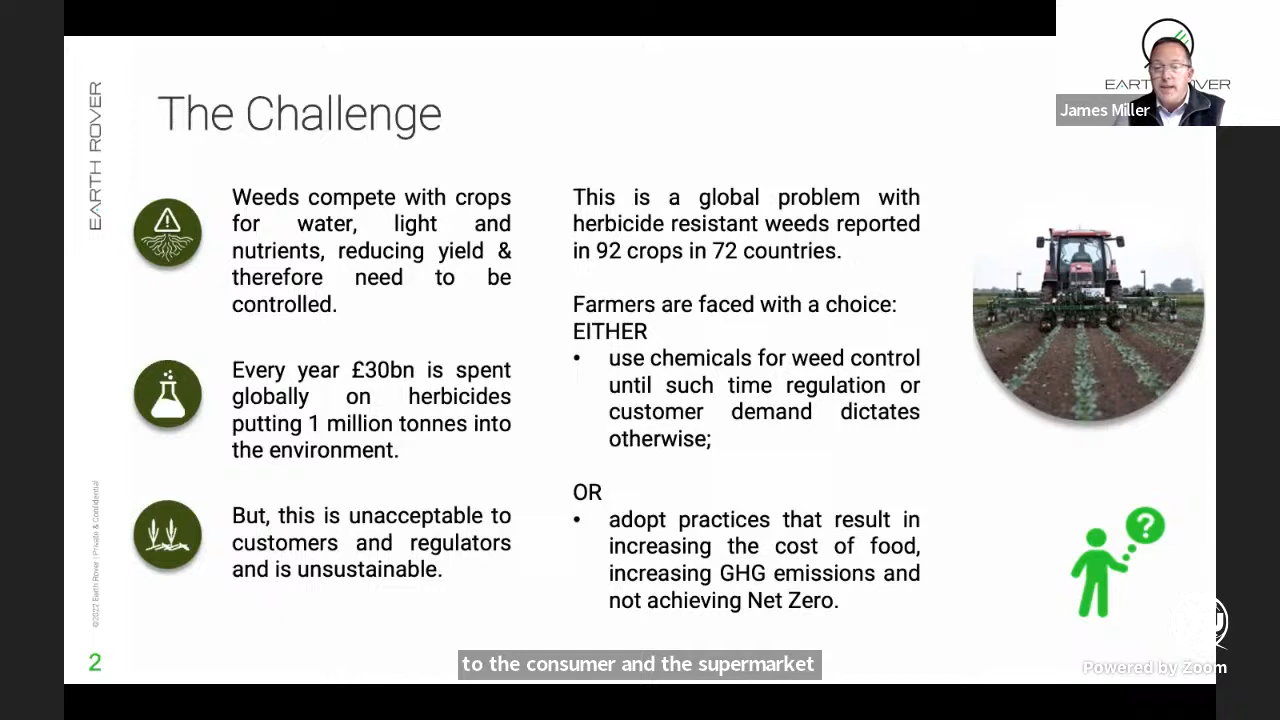 EARTH ROVER
James Miller
EARTH ROVER
The Challenge
Weeds compete with crops
for water, light and
nutrients, reducing yield &
therefore need to be
controlled.
Every year £30bn is spent
globally on herbicides
putting 1 million tonnes into
the environment.
But, this is unacceptable to
customers and regulators
and is unsustainable.
This is a global problem with
herbicide resistant weeds reported
in 92 crops in 72 countries.
Farmers are faced with a choice:
EITHER
• use chemicals for weed control
until such time regulation or
customer demand dictates
otherwise;
OR
• adopt practices that result in
increasing the cost of food,
increasing GHG emissions and
not achieving Net Zero.
?
©2022 Earth Rover | Private & Confidential
2
to the consumer and the supermarket
Powered by Zoom